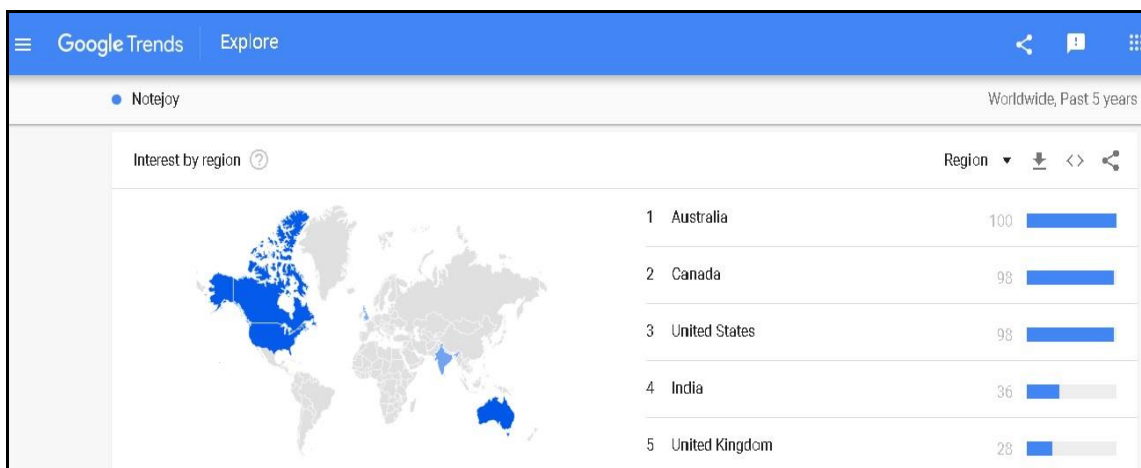 Google Trends Explore
Notejoy Worldwide, Past 5 years
Interest by region Region
1 Australia 100
2 Canada 98
3 United States 98
4 India 36
5 United Kingdom 28